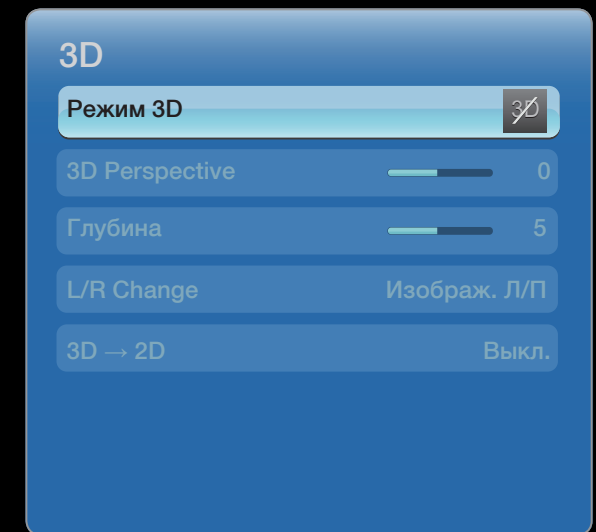 3D
Режим 3D 3D
3D Perspective 0
Глубина 5
L/R Change Изображ. Л/П
3D → 2D Выкл.